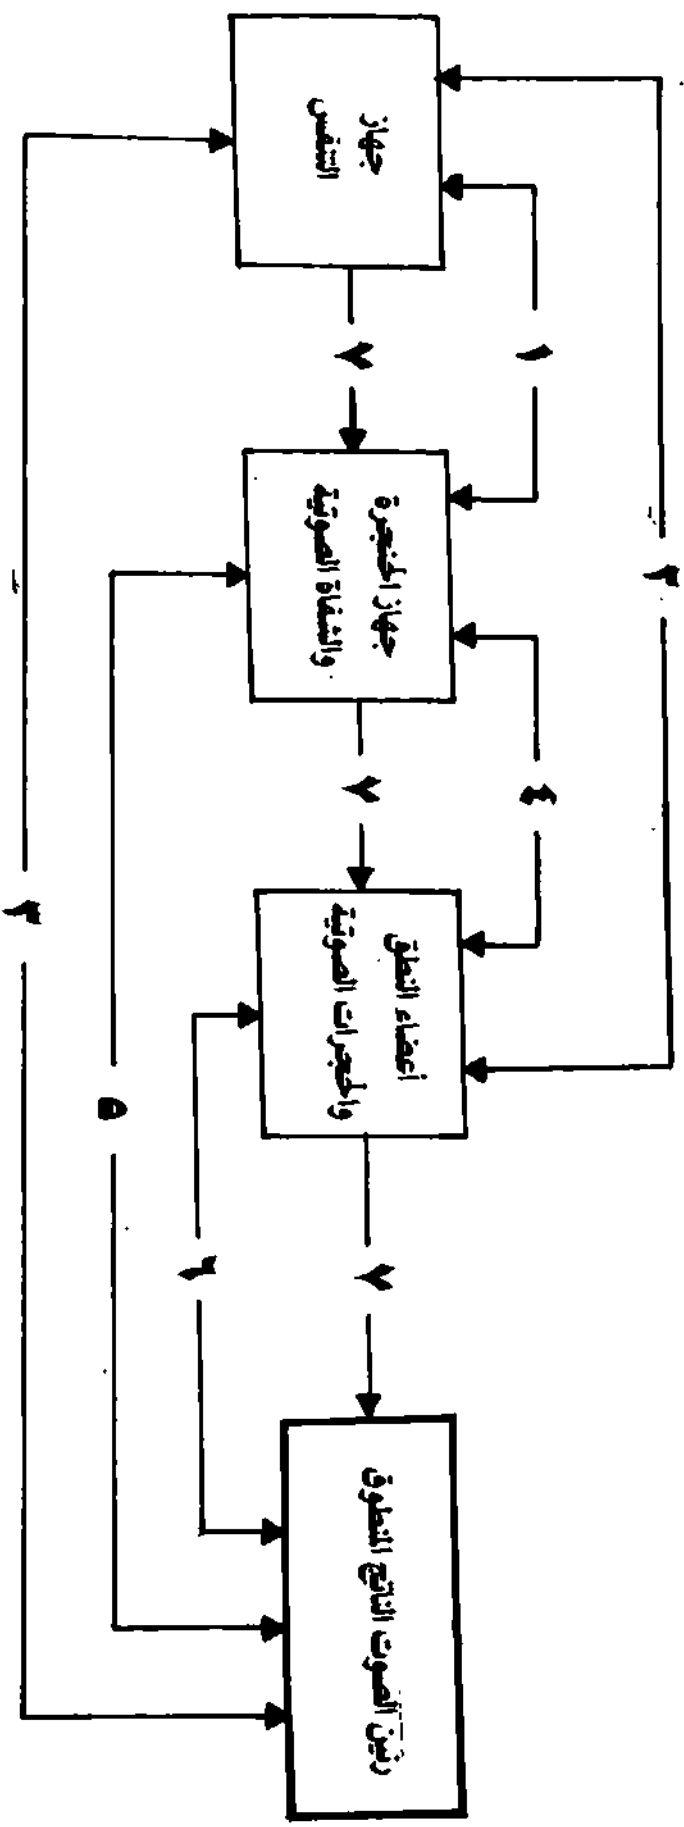 ٢
١
٤
جهاز
التنفس
٧
جهاز الحنجرة
والشفاة الصوتية
٧
أعضاء النطق
والحجرات الصوتية
٧
رنين الصوت الناتج المنطوق
٦
٥
٣